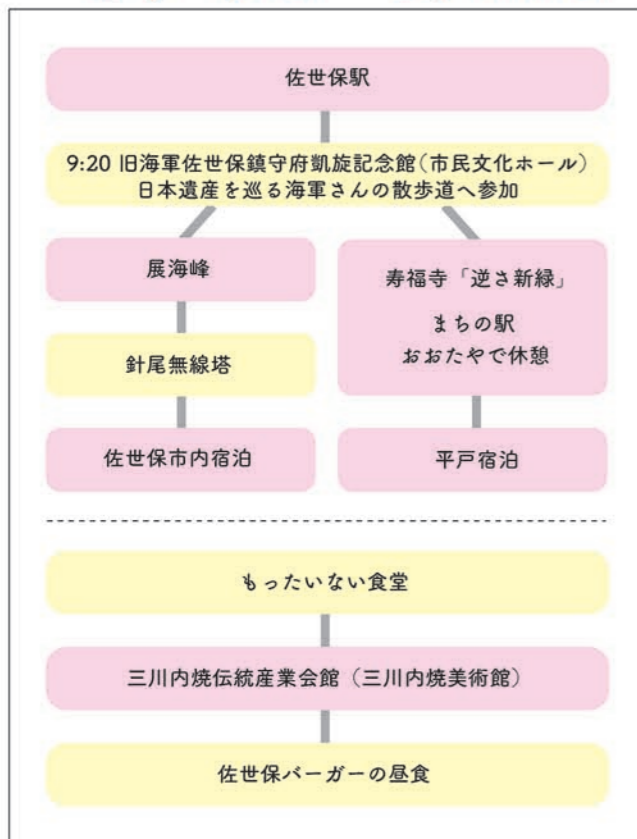 佐世保駅
9:20 旧海軍佐世保鎮守府凱旋記念館(市民文化ホール)
日本遺産を巡る海軍さんの散歩道へ参加
展海峰
針尾無線塔
佐世保市内宿泊
寿福寺「逆さ新緑」
まちの駅
おおたやで休憩
平戸宿泊
もったいない食堂
三川内焼伝統産業会館(三川内焼美術館)
佐世保バーガーの昼食